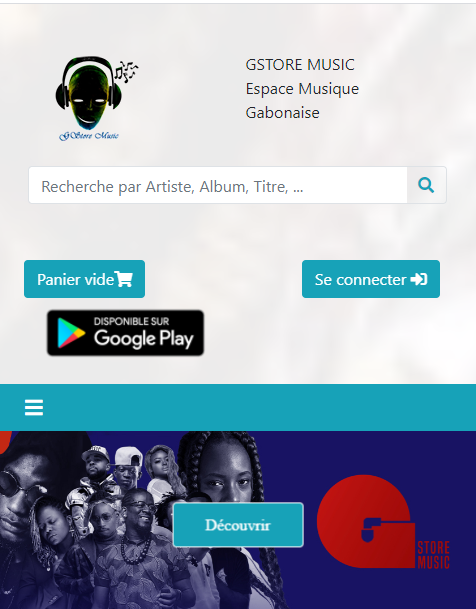 GStore Music
GSTORE MUSIC
Espace Musique
Gabonaise
Recherche par Artiste, Album, Titre, ...
Panier vide
Se connecter
DISPONIBLE SUR
Google Play
Découvrir
STORE
MUSIC